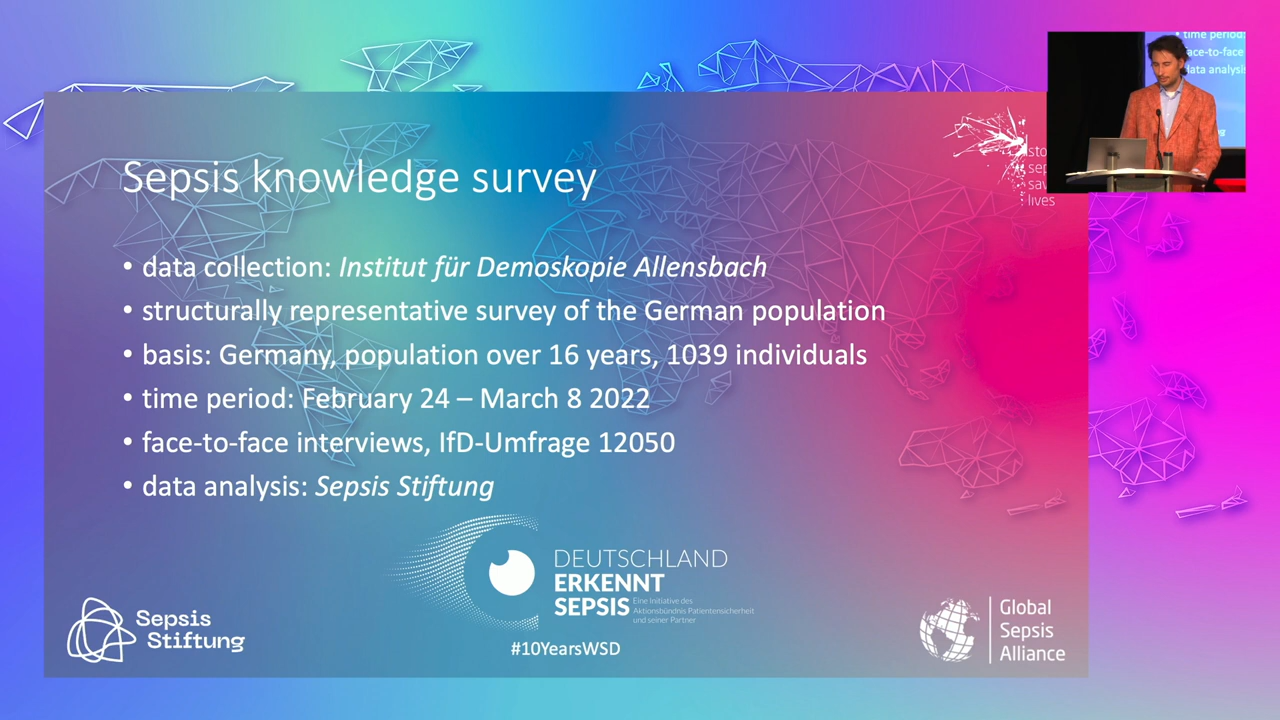 time period:
face-to-face
data analysis
Sepsis knowledge survey
lives
• data collection: Institut für Demoskopie Allensbach
• structurally representative survey of the German population
• basis: Germany, population over 16 years, 1039 individuals
• time period: February 24 – March 8 2022
• face-to-face interviews, IfD-Umfrage 12050
• data analysis: Sepsis Stiftung
DEUTSCHLAND
ERKENNT
SEPSIS
Eine Initiative des
Aktionsbündnis Patientensicherheit
und seiner Partner
#10YearsWSD
Sepsis
Stiftung
Global
Sepsis
Alliance